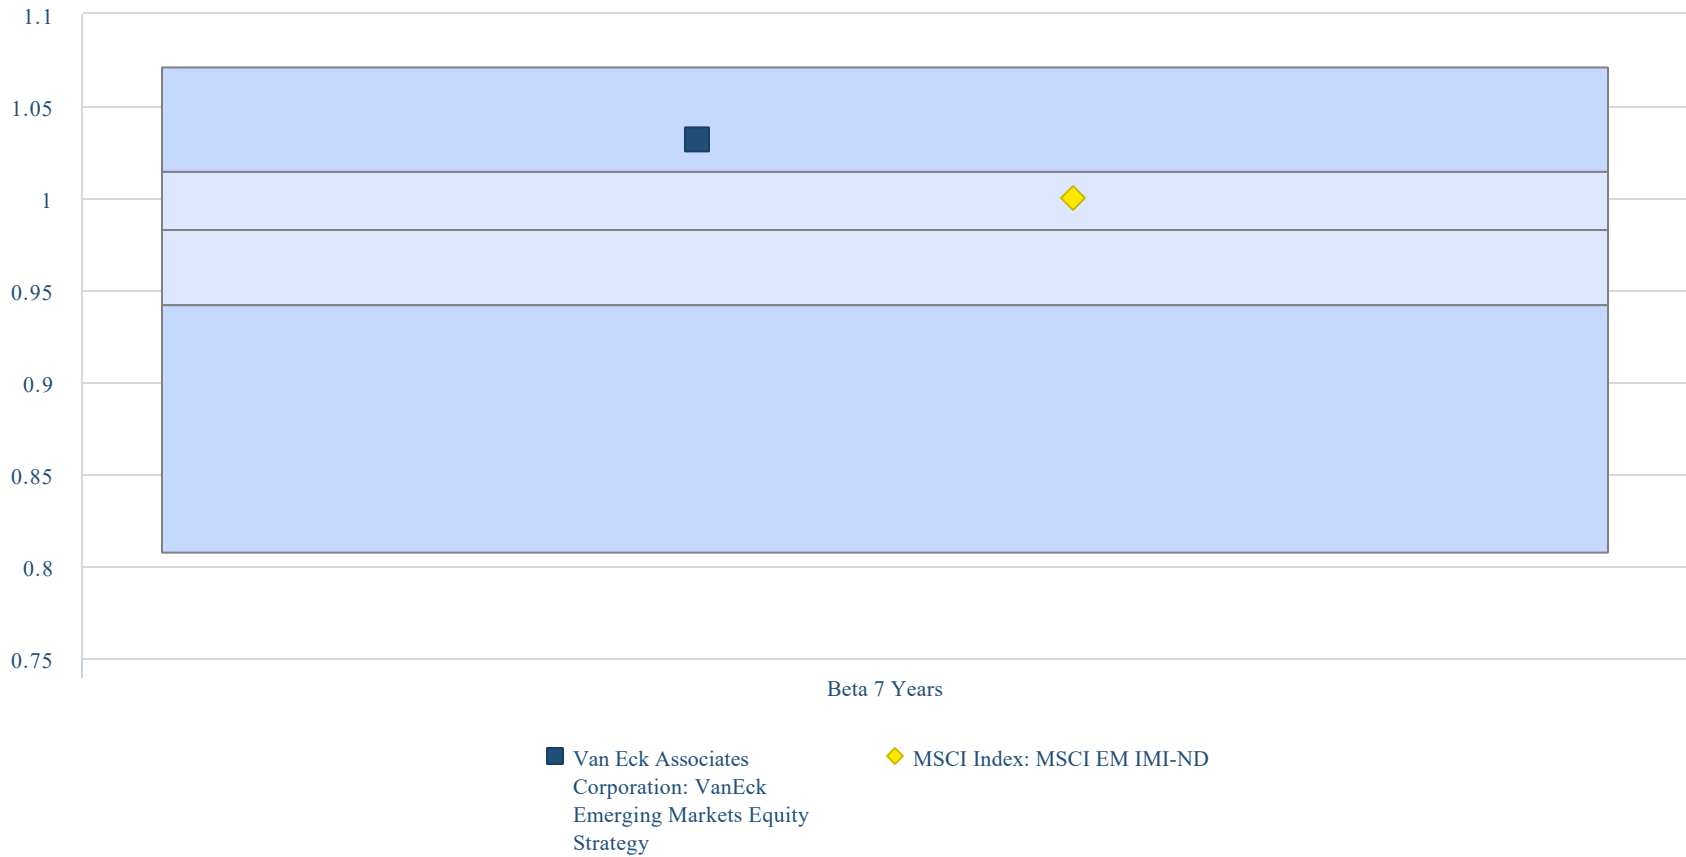 1.1
1.05
1
0.95
0.9
0.85
0.8
0.75
Beta 7 Years
Van Eck Associates
Corporation: VanEck
Emerging Markets Equity
Strategy
MSCI Index: MSCI EM IMI-ND